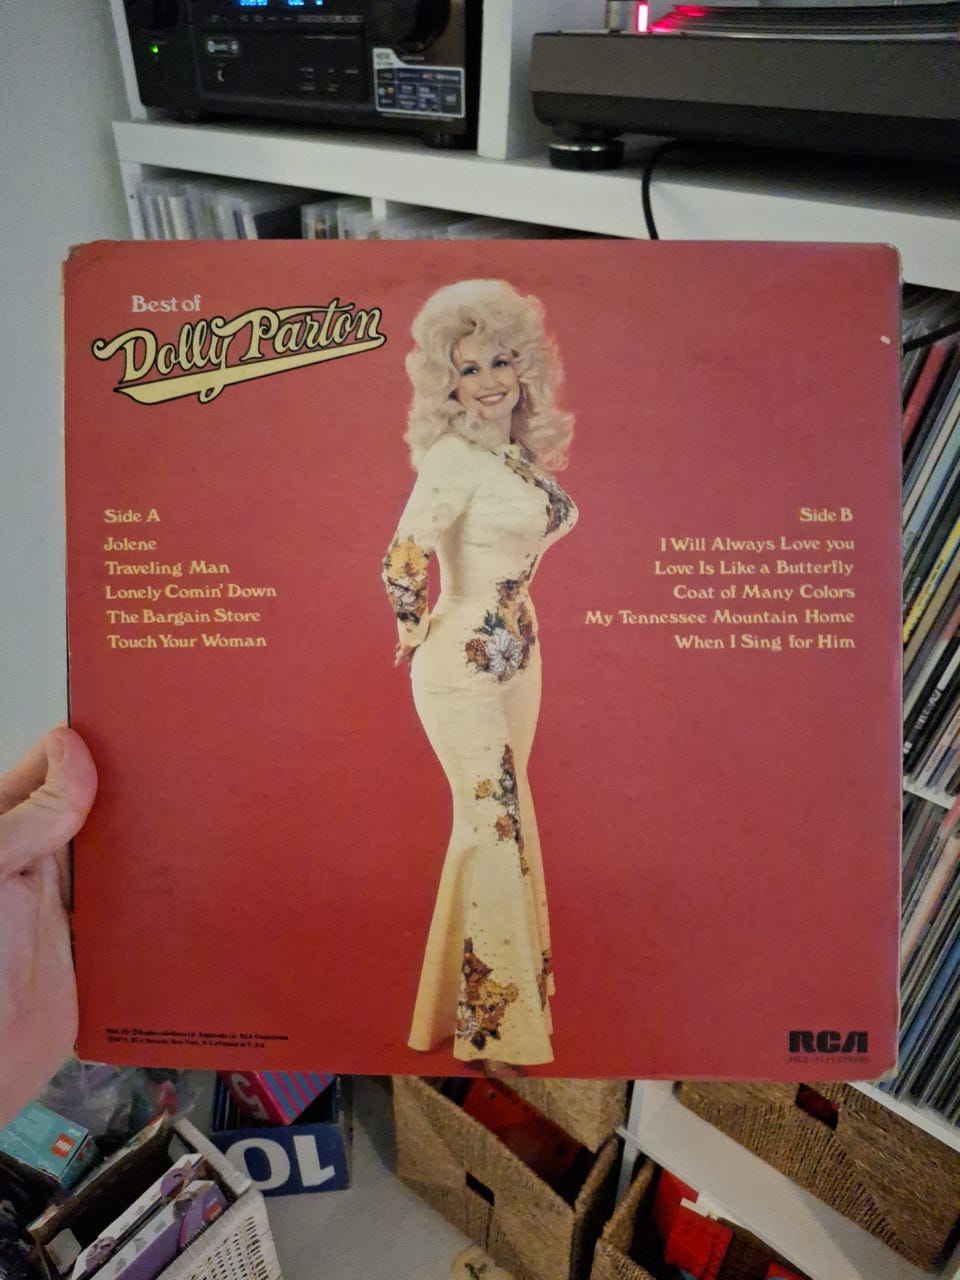 Best of
Dolly Parton
Side A
Jolene
Traveling Man
Lonely Comin' Down
The Bargain Store
Touch Your Woman
Side B
I Will Always Love you
Love Is Like a Butterfly
Coat of Many Colors
My Tennessee Mountain Home
When I Sing for Him
RCA
10
5